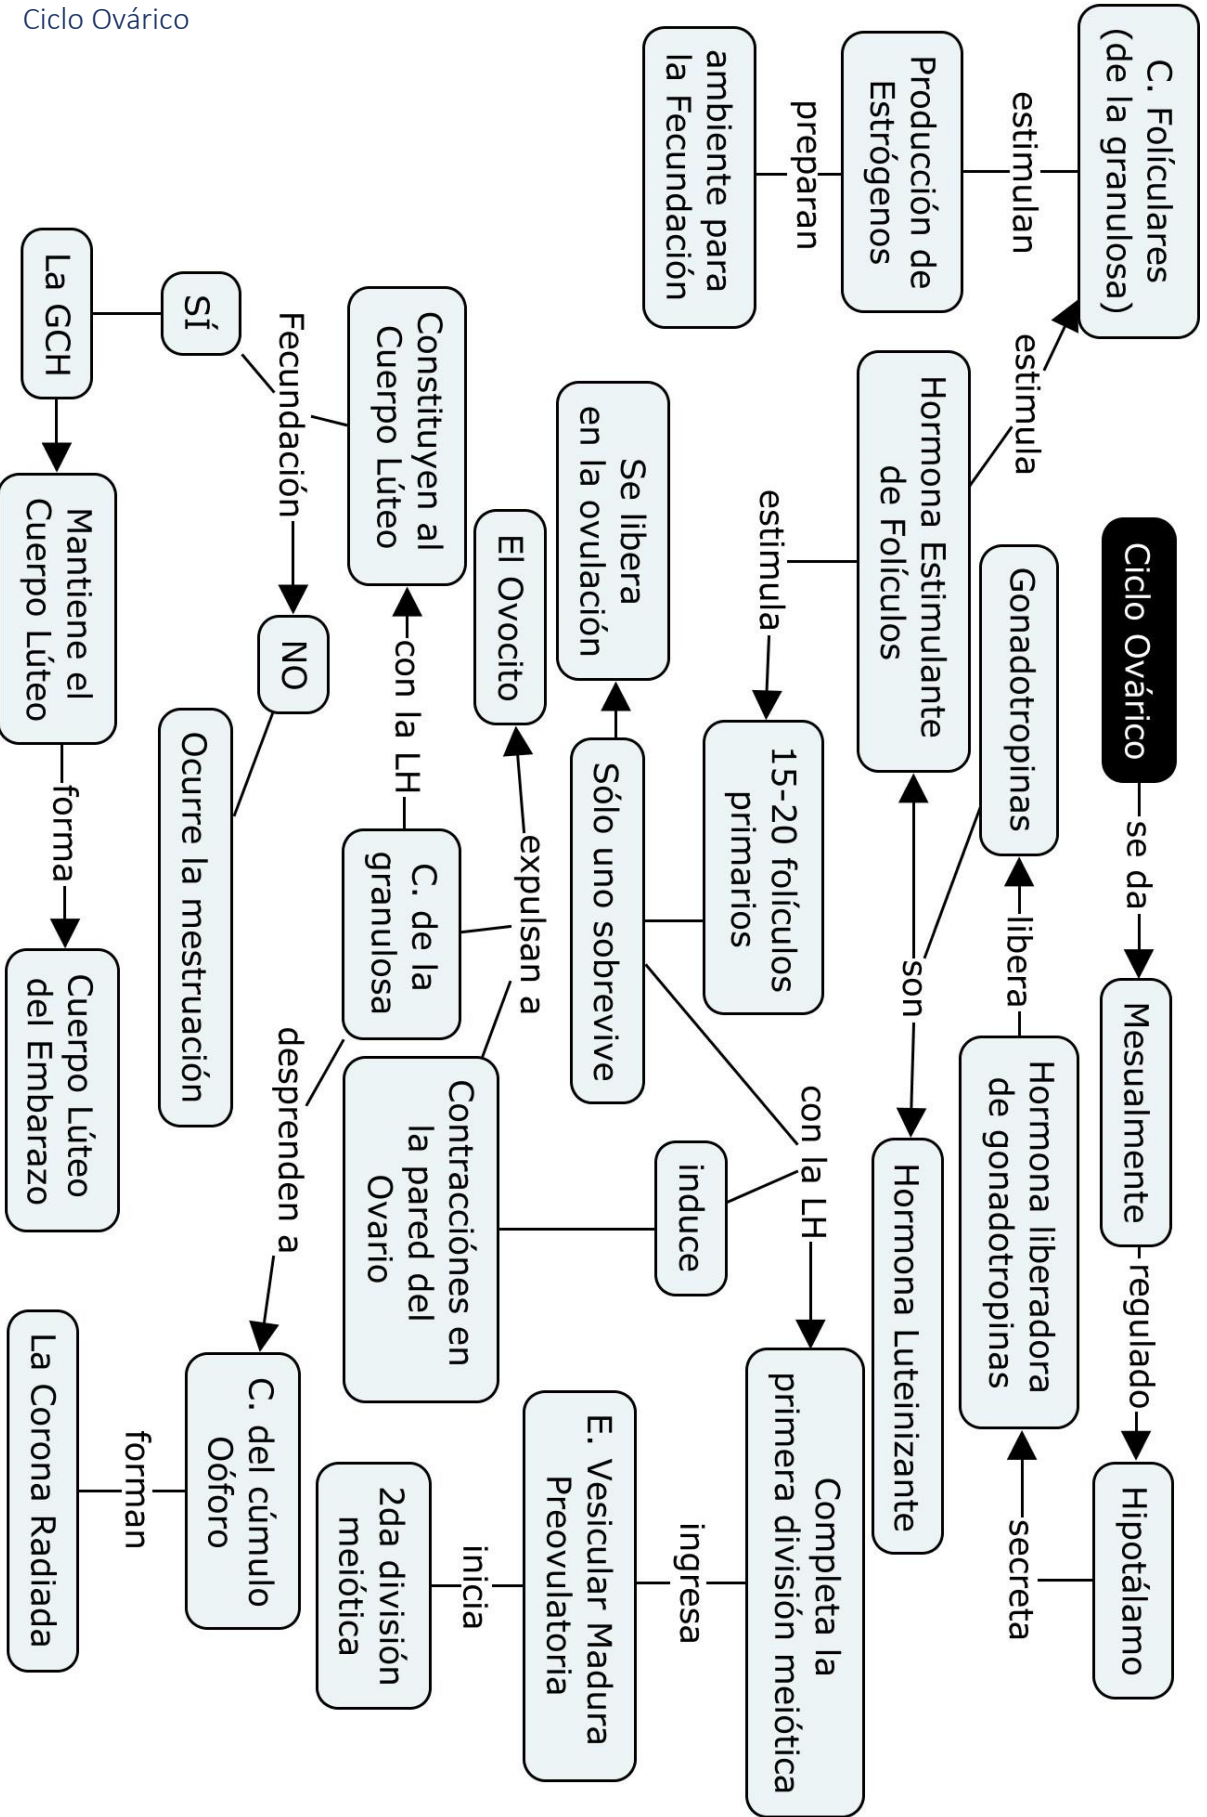 Ciclo Ovárico
Ciclo Ovárico
se da
Mesualmente
regulado
Hipotálamo
secreta
Hormona liberadora
de gonadotropinas
libera
Gonadotropinas
son
Hormona Luteinizante
Hormona Estimulante
de Folículos
estimula
C. Folículares
(de la granulosa)
estimulan
Producción de
Estrógenos
preparan
ambiente para
la Fecundación
estimula
15-20 folículos
primarios
Sólo uno sobrevive
Se libera
en la ovulación
con la LH
Completa la
primera división meiótica
ingresa
E. Vesicular Madura
Preovulatoria
inicia
2da división
meiótica
induce
Contracciónes en
la pared del
Ovario
expulsan a
El Ovocito
C. de la
granulosa
con la LH
Constituyen al
Cuerpo Lúteo
desprenden a
C. del cúmulo
Oóforo
forman
La Corona Radiada
Fecundación
SÍ
NO
Ocurre la mestruación
La GCH
Mantiene el
Cuerpo Lúteo
forma
Cuerpo Lúteo
del Embarazo